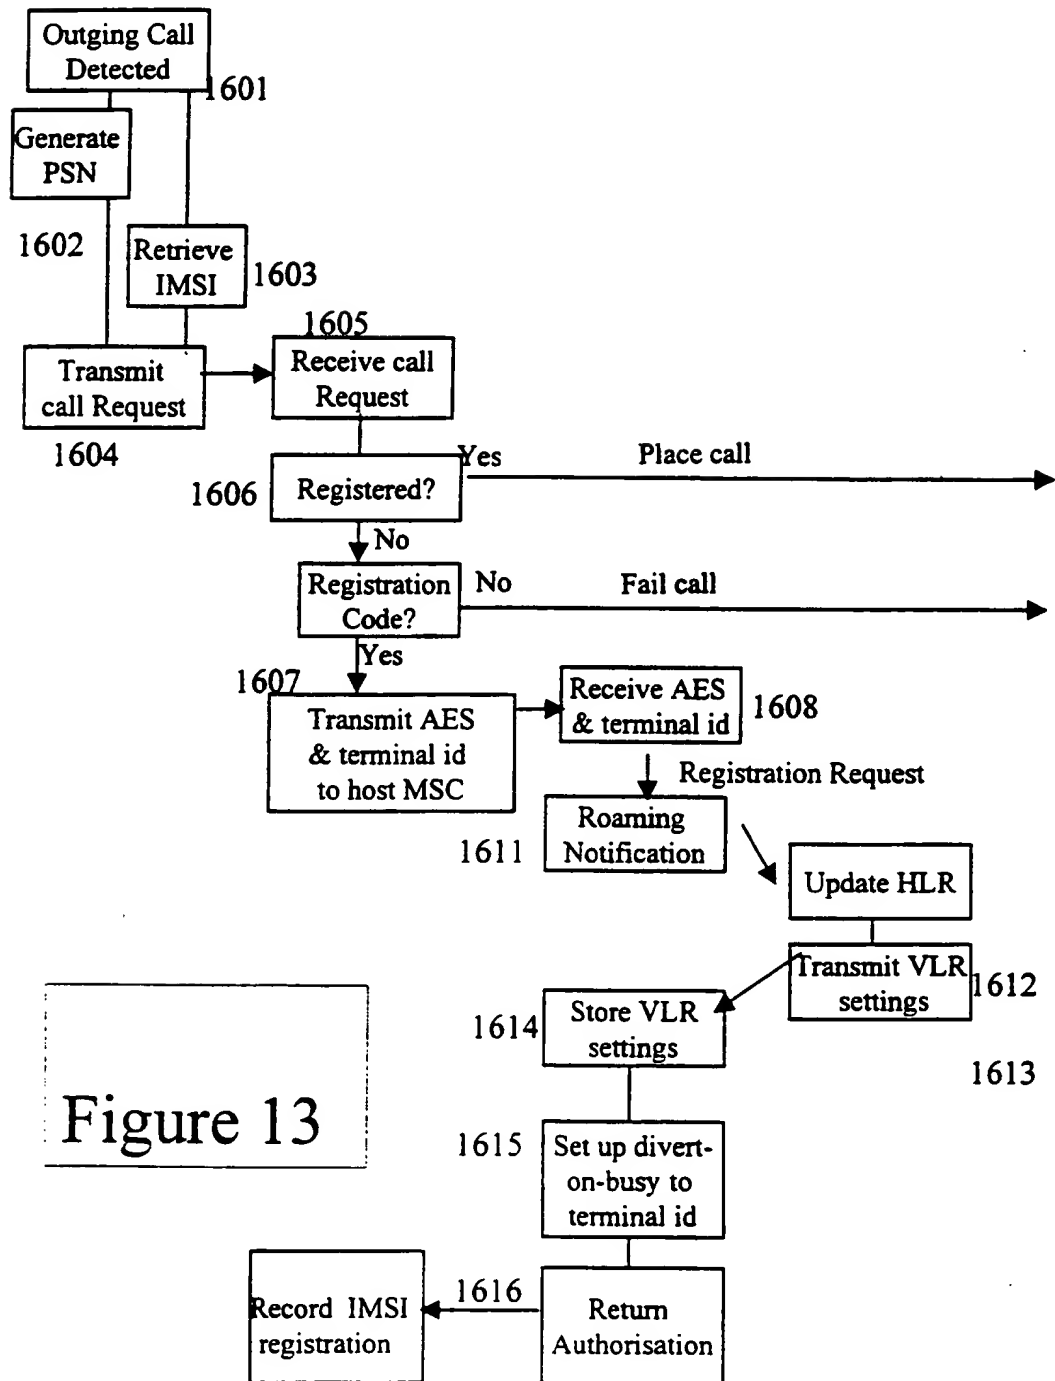 Outging Call
Detected
1601
Generate
PSN
1602
Retrieve
IMSI
1603
1605
Transmit
call Request
1604
Receive call
Request
Yes
Place call
1606
Registered?
No
Registration
Code?
No
Fail call
Yes
1607
Transmit AES
& terminal id
to host MSC
Receive AES
& terminal id
1608
Registration Request
Roaming
Notification
1611
Update HLR
Transmit VLR
settings
1612
1613
1614
Store VLR
settings
Figure 13
1615
Set up divert-
on-busy to
terminal id
1616
Record IMSI
registration
Return
Authorisation